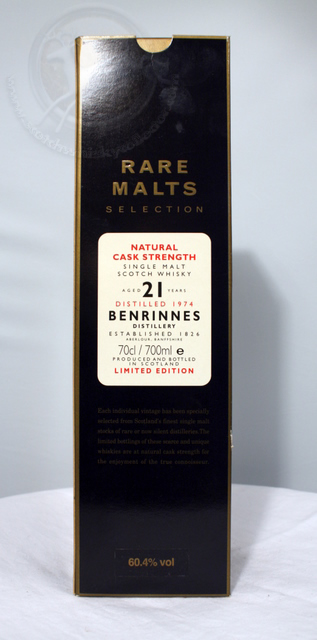 RARE
MALTS
SELECTION
NATURAL
CASK STRENGTH
SINGLE MALT
SCOTCH WHISKY
AGED 21 YEARS
DISTILLED 1974
BENRINNES
DISTILLERY
ESTABLISHED 1826
ABERLOUR, BANFFSHIRE
70cl / 700ml e
PRODUCED AND BOTTLED
IN SCOTLAND
LIMITED EDITION
Each individual vintage has been specially
selected from Scotland's finest single malt
stocks of rare or now silent distilleries. The
limited bottlings of these scarce and unique
whiskies are at natural cask strength for
the enjoyment of the true connoisseur.
60.4% vol